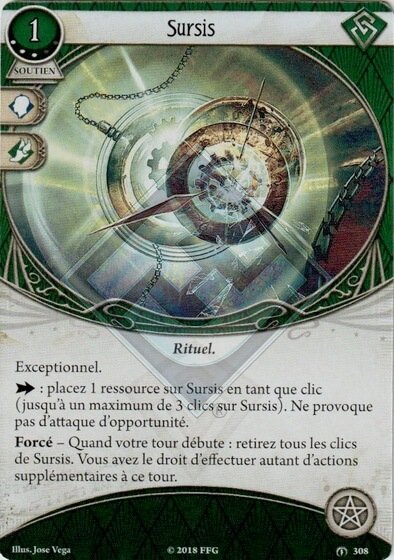 Sursis
1
SOUTIEN
Rituel.
Exceptionnel.
: placez 1 ressource sur Sursis en tant que clic
(jusqu'à un maximum de 3 clics sur Sursis). Ne provoque
pas d'attaque d'opportunité.
Forcé – Quand votre tour débute : retirez tous les clics
de Sursis. Vous avez le droit d'effectuer autant d'actions
supplémentaires à ce tour.
Illus. Jose Vega
© 2018 FFG
308